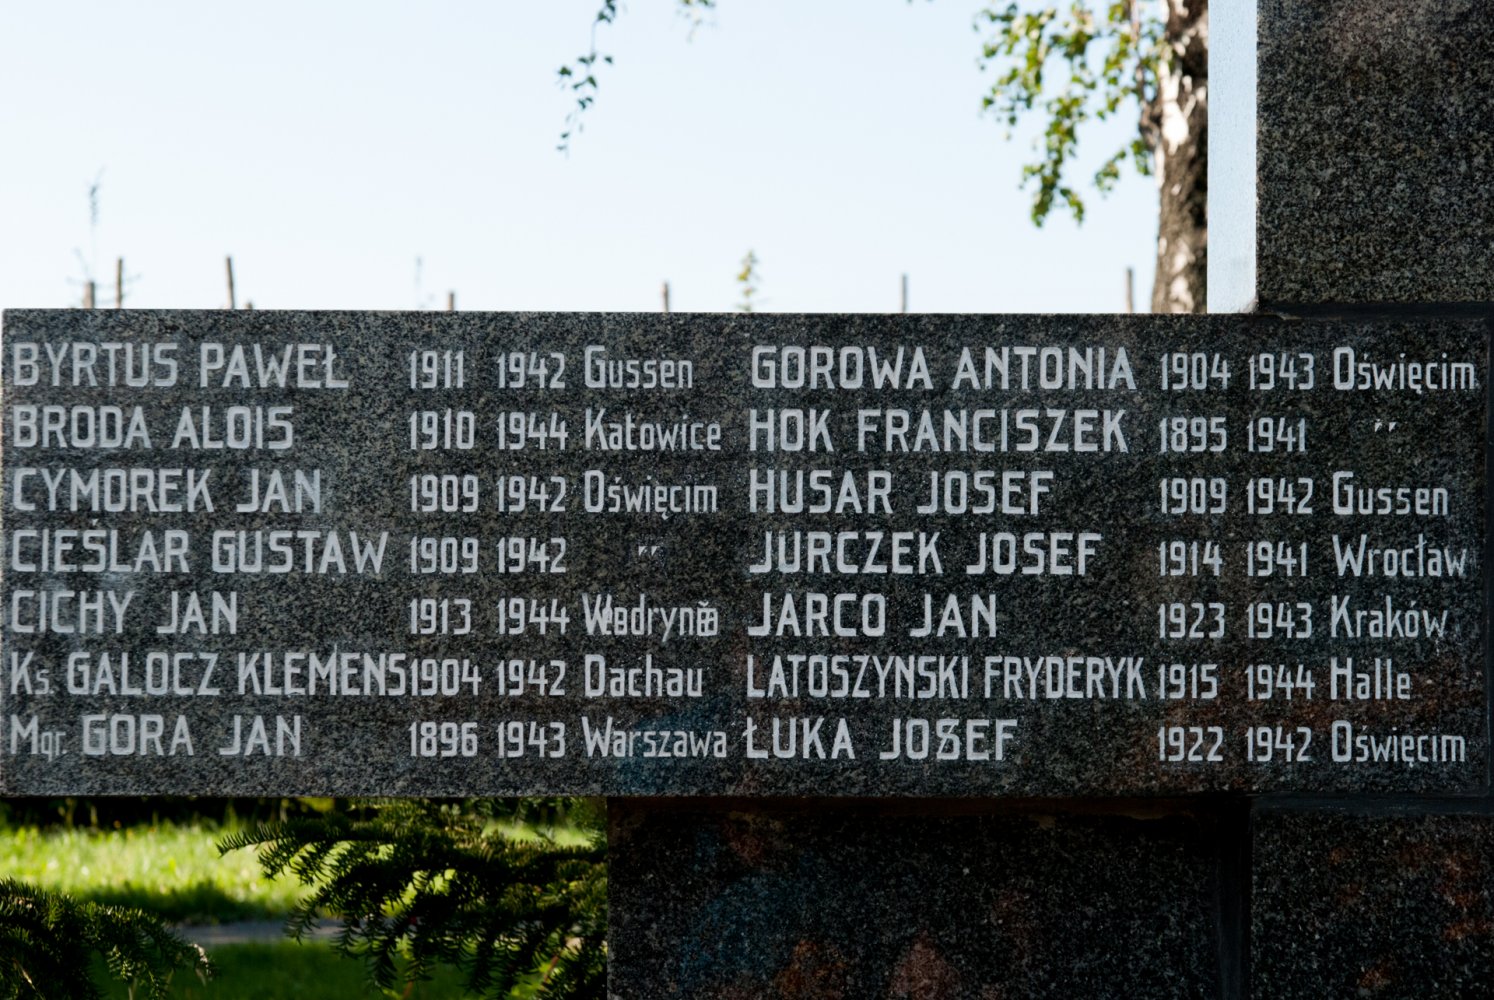 BYRTUS PAWEŁ 1911 1942 Gussen
BRODA ALOIS 1910 1944 Katowice
CYMOREK JAN 1909 1942 Oświęcim
CIEŚLAR GUSTAW 1909 1942 "
CICHY JAN 1913 1944
Ks. GALOCZ KLEMENS 1904 1942 Dachau
Mgr. GÓRA JAN 1896 1943 Warszawa
GOROWA ANTONIA 1904 1943 Oświęcim
HOK FRANCISZEK 1895 1941 "
HUSAR JOSEF 1909 1942 Gussen
JURCZEK JOSEF 1914 1941 Wrocław
JARCO JAN 1923 1943 Kraków
LATOSZYNSKI FRYDERYK 1915 1944 Halle
ŁUKA JOSEF 1922 1942 Oświęcim